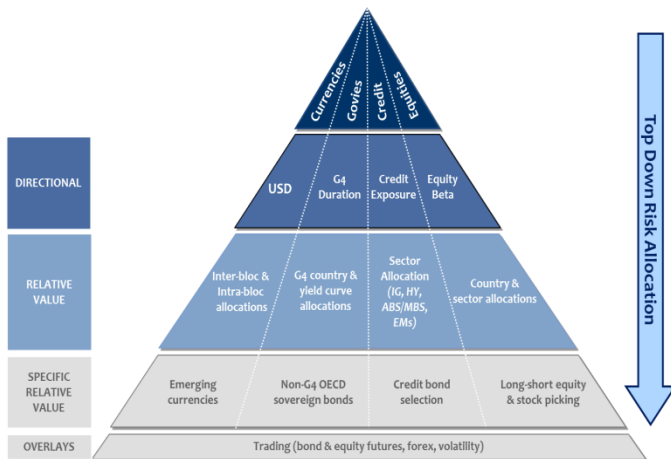 Currencies
Govies
Credit
Equities
DIRECTIONAL
USD
G4
Duration
Credit
Exposure
Equity
Beta
RELATIVE
VALUE
Inter-bloc &
Intra-bloc
allocations
G4 country &
yield curve
allocations
Sector
Allocation
(IG, HY,
ABS/MBS,
EMs)
Country &
sector allocations
SPECIFIC
RELATIVE
VALUE
Emerging
currencies
Non-G4 OECD
sovereign bonds
Credit bond
selection
Long-short equity
& stock picking
OVERLAYS
Trading (bond & equity futures, forex, volatility)
Top Down Risk Allocation